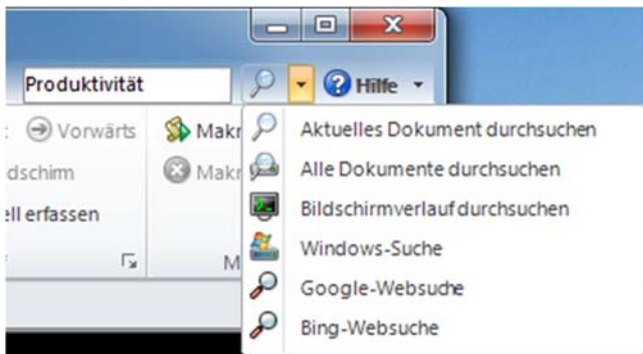 Produktivität
Hilfe
Vorwärts
Makr
Aktuelles Dokument durchsuchen
dschirm
Makr
Alle Dokumente durchsuchen
ell erfassen
Bildschirmverlauf durchsuchen
M
Windows-Suche
Google-Websuche
Bing-Websuche